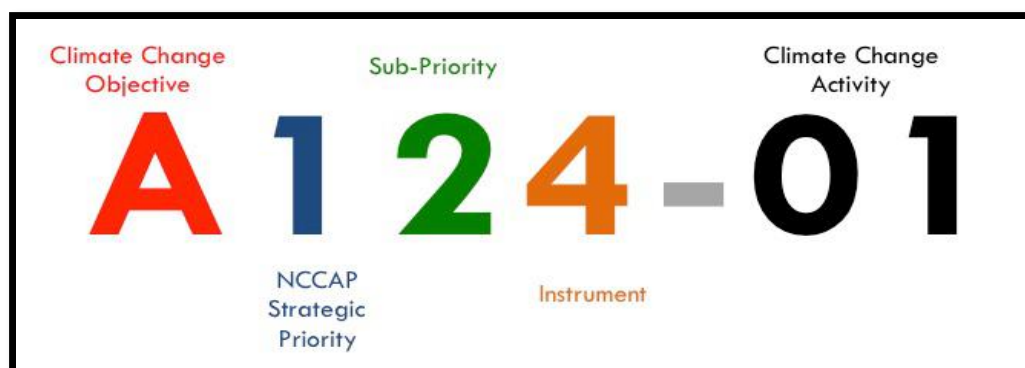 Climate Change
Objective
Sub-Priority
Climate Change
Activity
A124-01
NCCAP
Strategic
Priority
Instrument